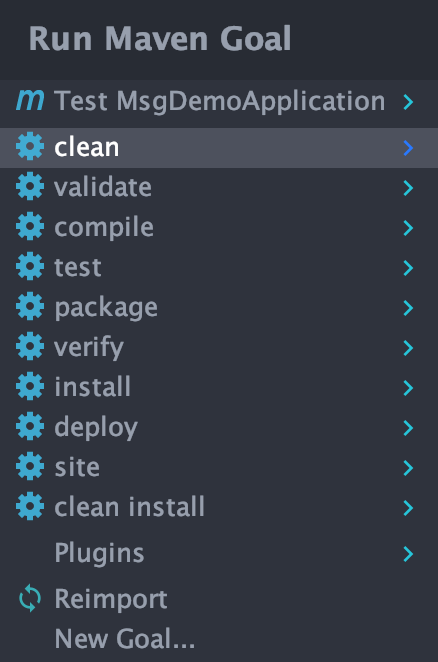 Run Maven Goal
Test MsgDemoApplication
clean
validate
compile
test
package
verify
install
deploy
site
clean install
Plugins
Reimport
New Goal...